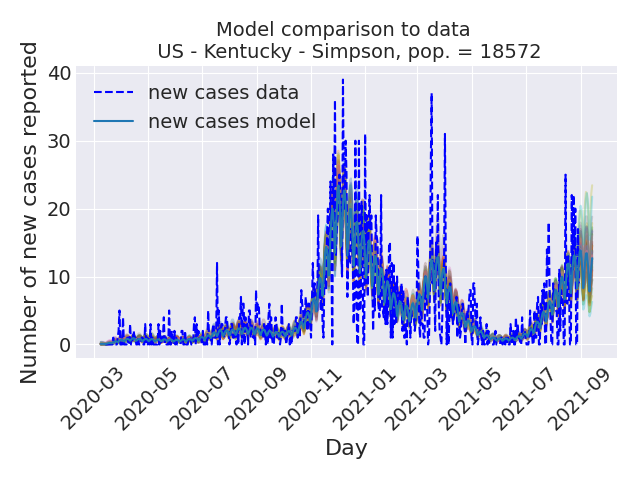 Model comparison to data
US - Kentucky - Simpson, pop. = 18572
Number of new cases reported
40
30
20
10
0
new cases data
new cases model
2020-03
2020-05
2020-07
2020-09
2020-11
2021-01
2021-03
2021-05
2021-07
2021-09
Day